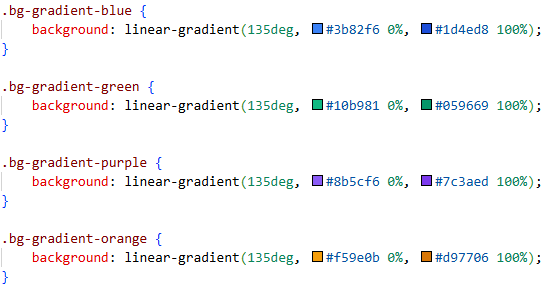 .bg-gradient-blue {
    background: linear-gradient(135deg, #3b82f6 0%, #1d4ed8 100%);
}

.bg-gradient-green {
    background: linear-gradient(135deg, #10b981 0%, #059669 100%);
}

.bg-gradient-purple {
    background: linear-gradient(135deg, #8b5cf6 0%, #7c3aed 100%);
}

.bg-gradient-orange {
    background: linear-gradient(135deg, #f59e0b 0%, #d97706 100%);
}